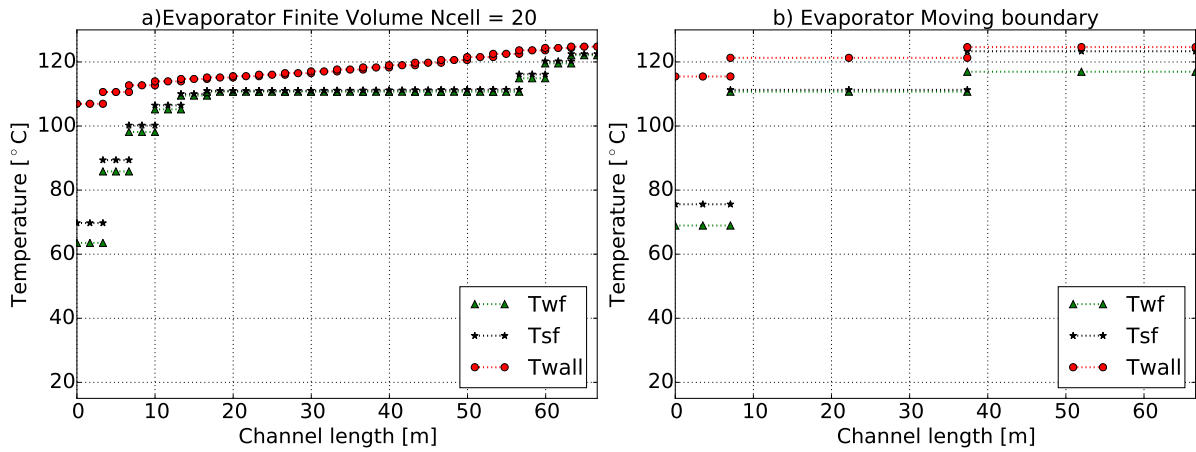 a)Evaporator Finite Volume Ncell = 20
120
100
80
60
40
20
Temperature [°C]
0 10 20 30 40 50 60
Channel length [m]
Twf
Tsf
Twall
b) Evaporator Moving boundary
120
100
80
60
40
20
Temperature [°C]
0 10 20 30 40 50 60
Channel length [m]
Twf
Tsf
Twall